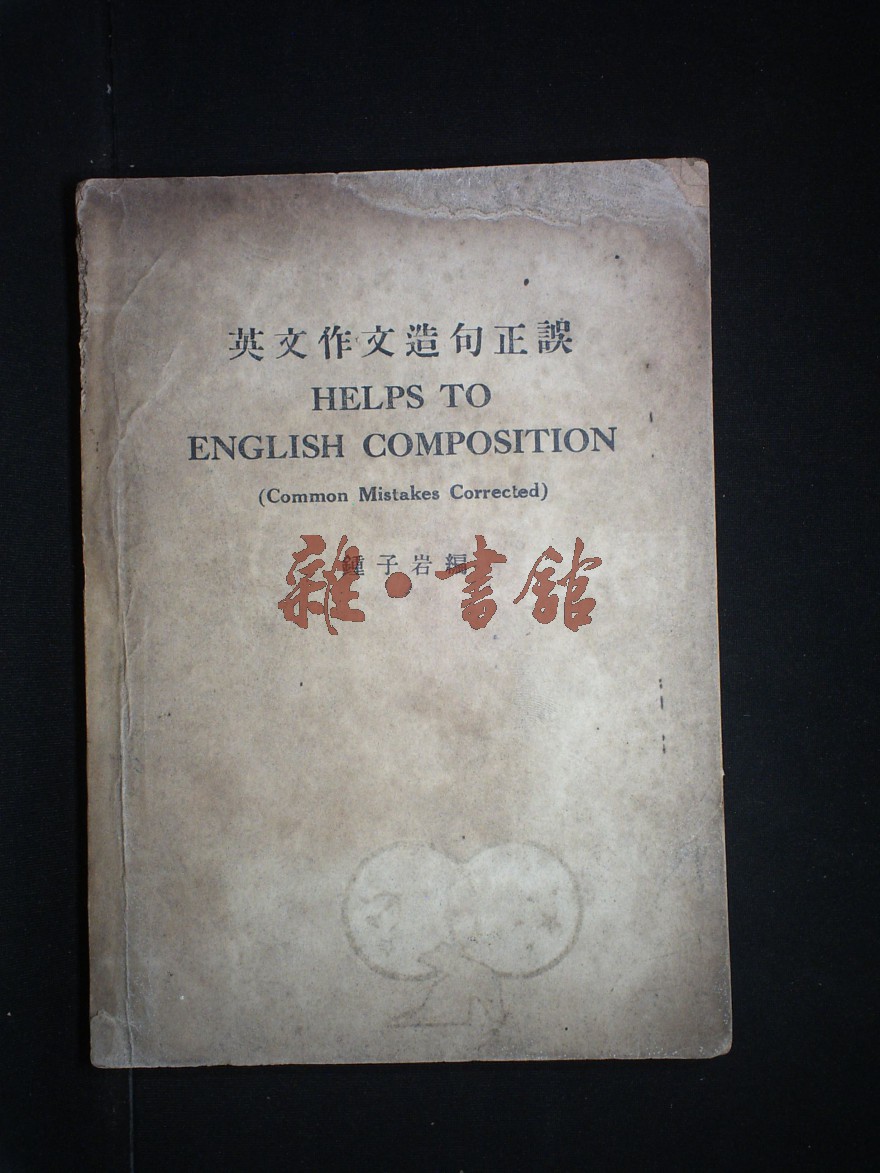 英文作文造句正誤
HELPS TO
ENGLISH COMPOSITION
(Common Mistakes Corrected)
鍾子岩編
雜·書館